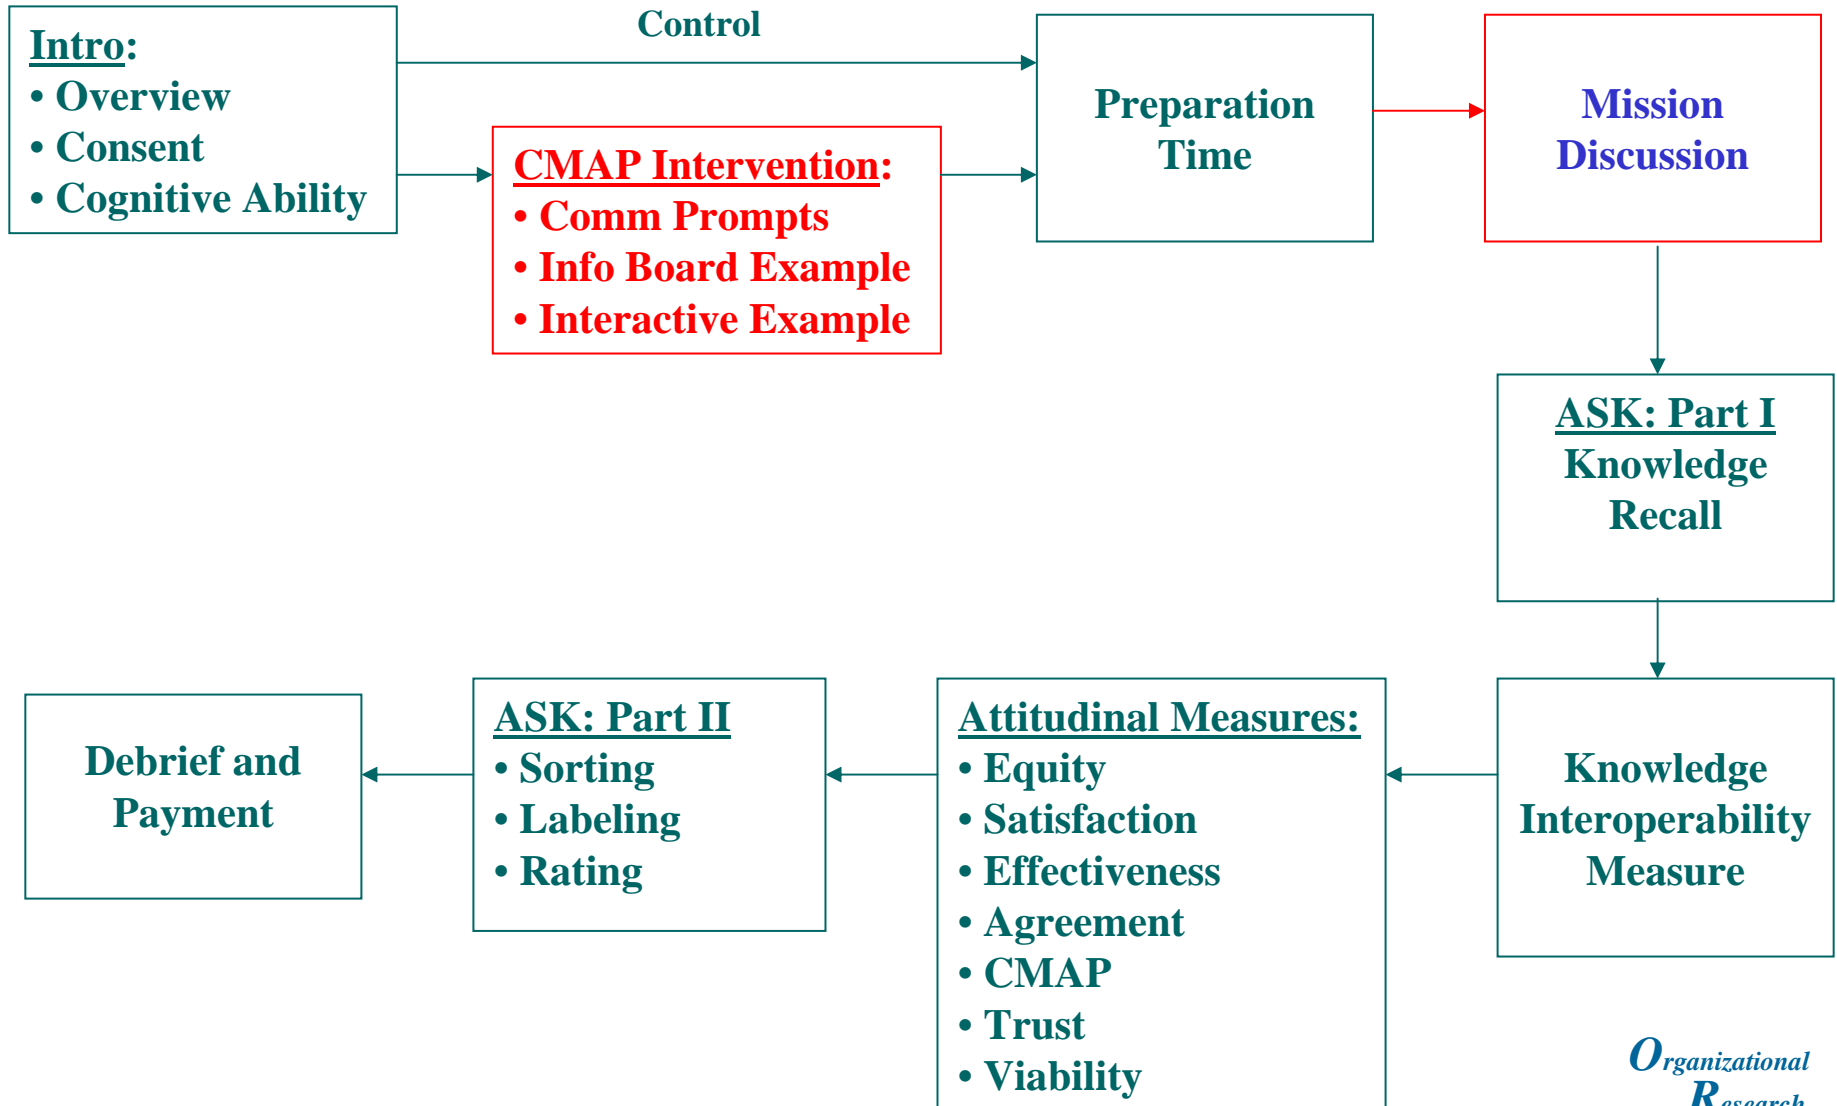 Control
Intro:
• Overview
• Consent
• Cognitive Ability
CMAP Intervention:
• Comm Prompts
• Info Board Example
• Interactive Example
Preparation
Time
Mission
Discussion
ASK: Part I
Knowledge
Recall
Knowledge
Interoperability
Measure
Attitudinal Measures:
• Equity
• Satisfaction
• Effectiveness
• Agreement
• CMAP
• Trust
• Viability
ASK: Part II
• Sorting
• Labeling
• Rating
Debrief and
Payment
Organizational
Research